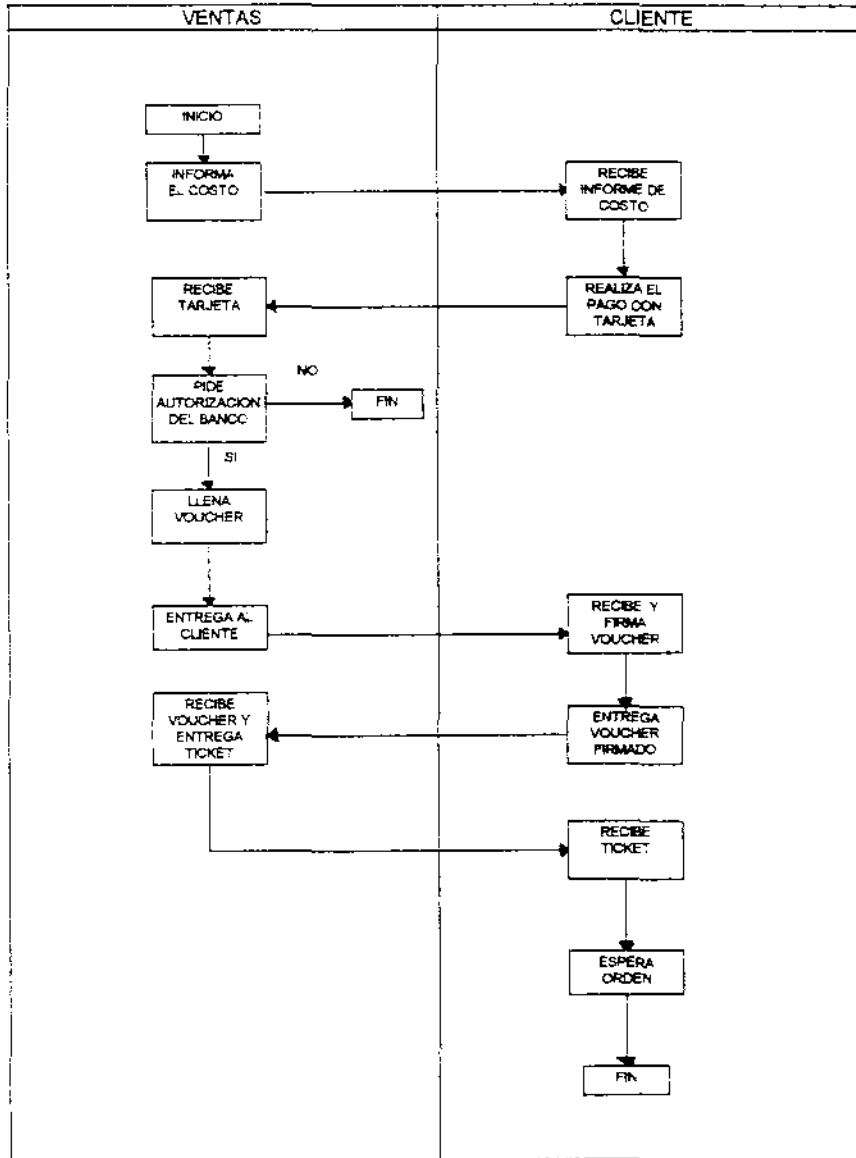 VENTAS
CLIENTE
INICIO
INFORMA
EL COSTO
RECIBE
INFORME DE
COSTO
RECIBE
TARJETA
REALIZA EL
PAGO CON
TARJETA
PIDE
AUTORIZACION
DEL BANCO
NO
FIN
SI
LLENA
VOUCHER
ENTREGA AL
CLIENTE
RECIBE Y
FIRMA
VOUCHER
RECIBE
VOUCHER Y
ENTREGA
TICKET
ENTREGA
VOUCHER
FIRMADO
RECIBE
TICKET
ESPERA
ORDEN
FIN